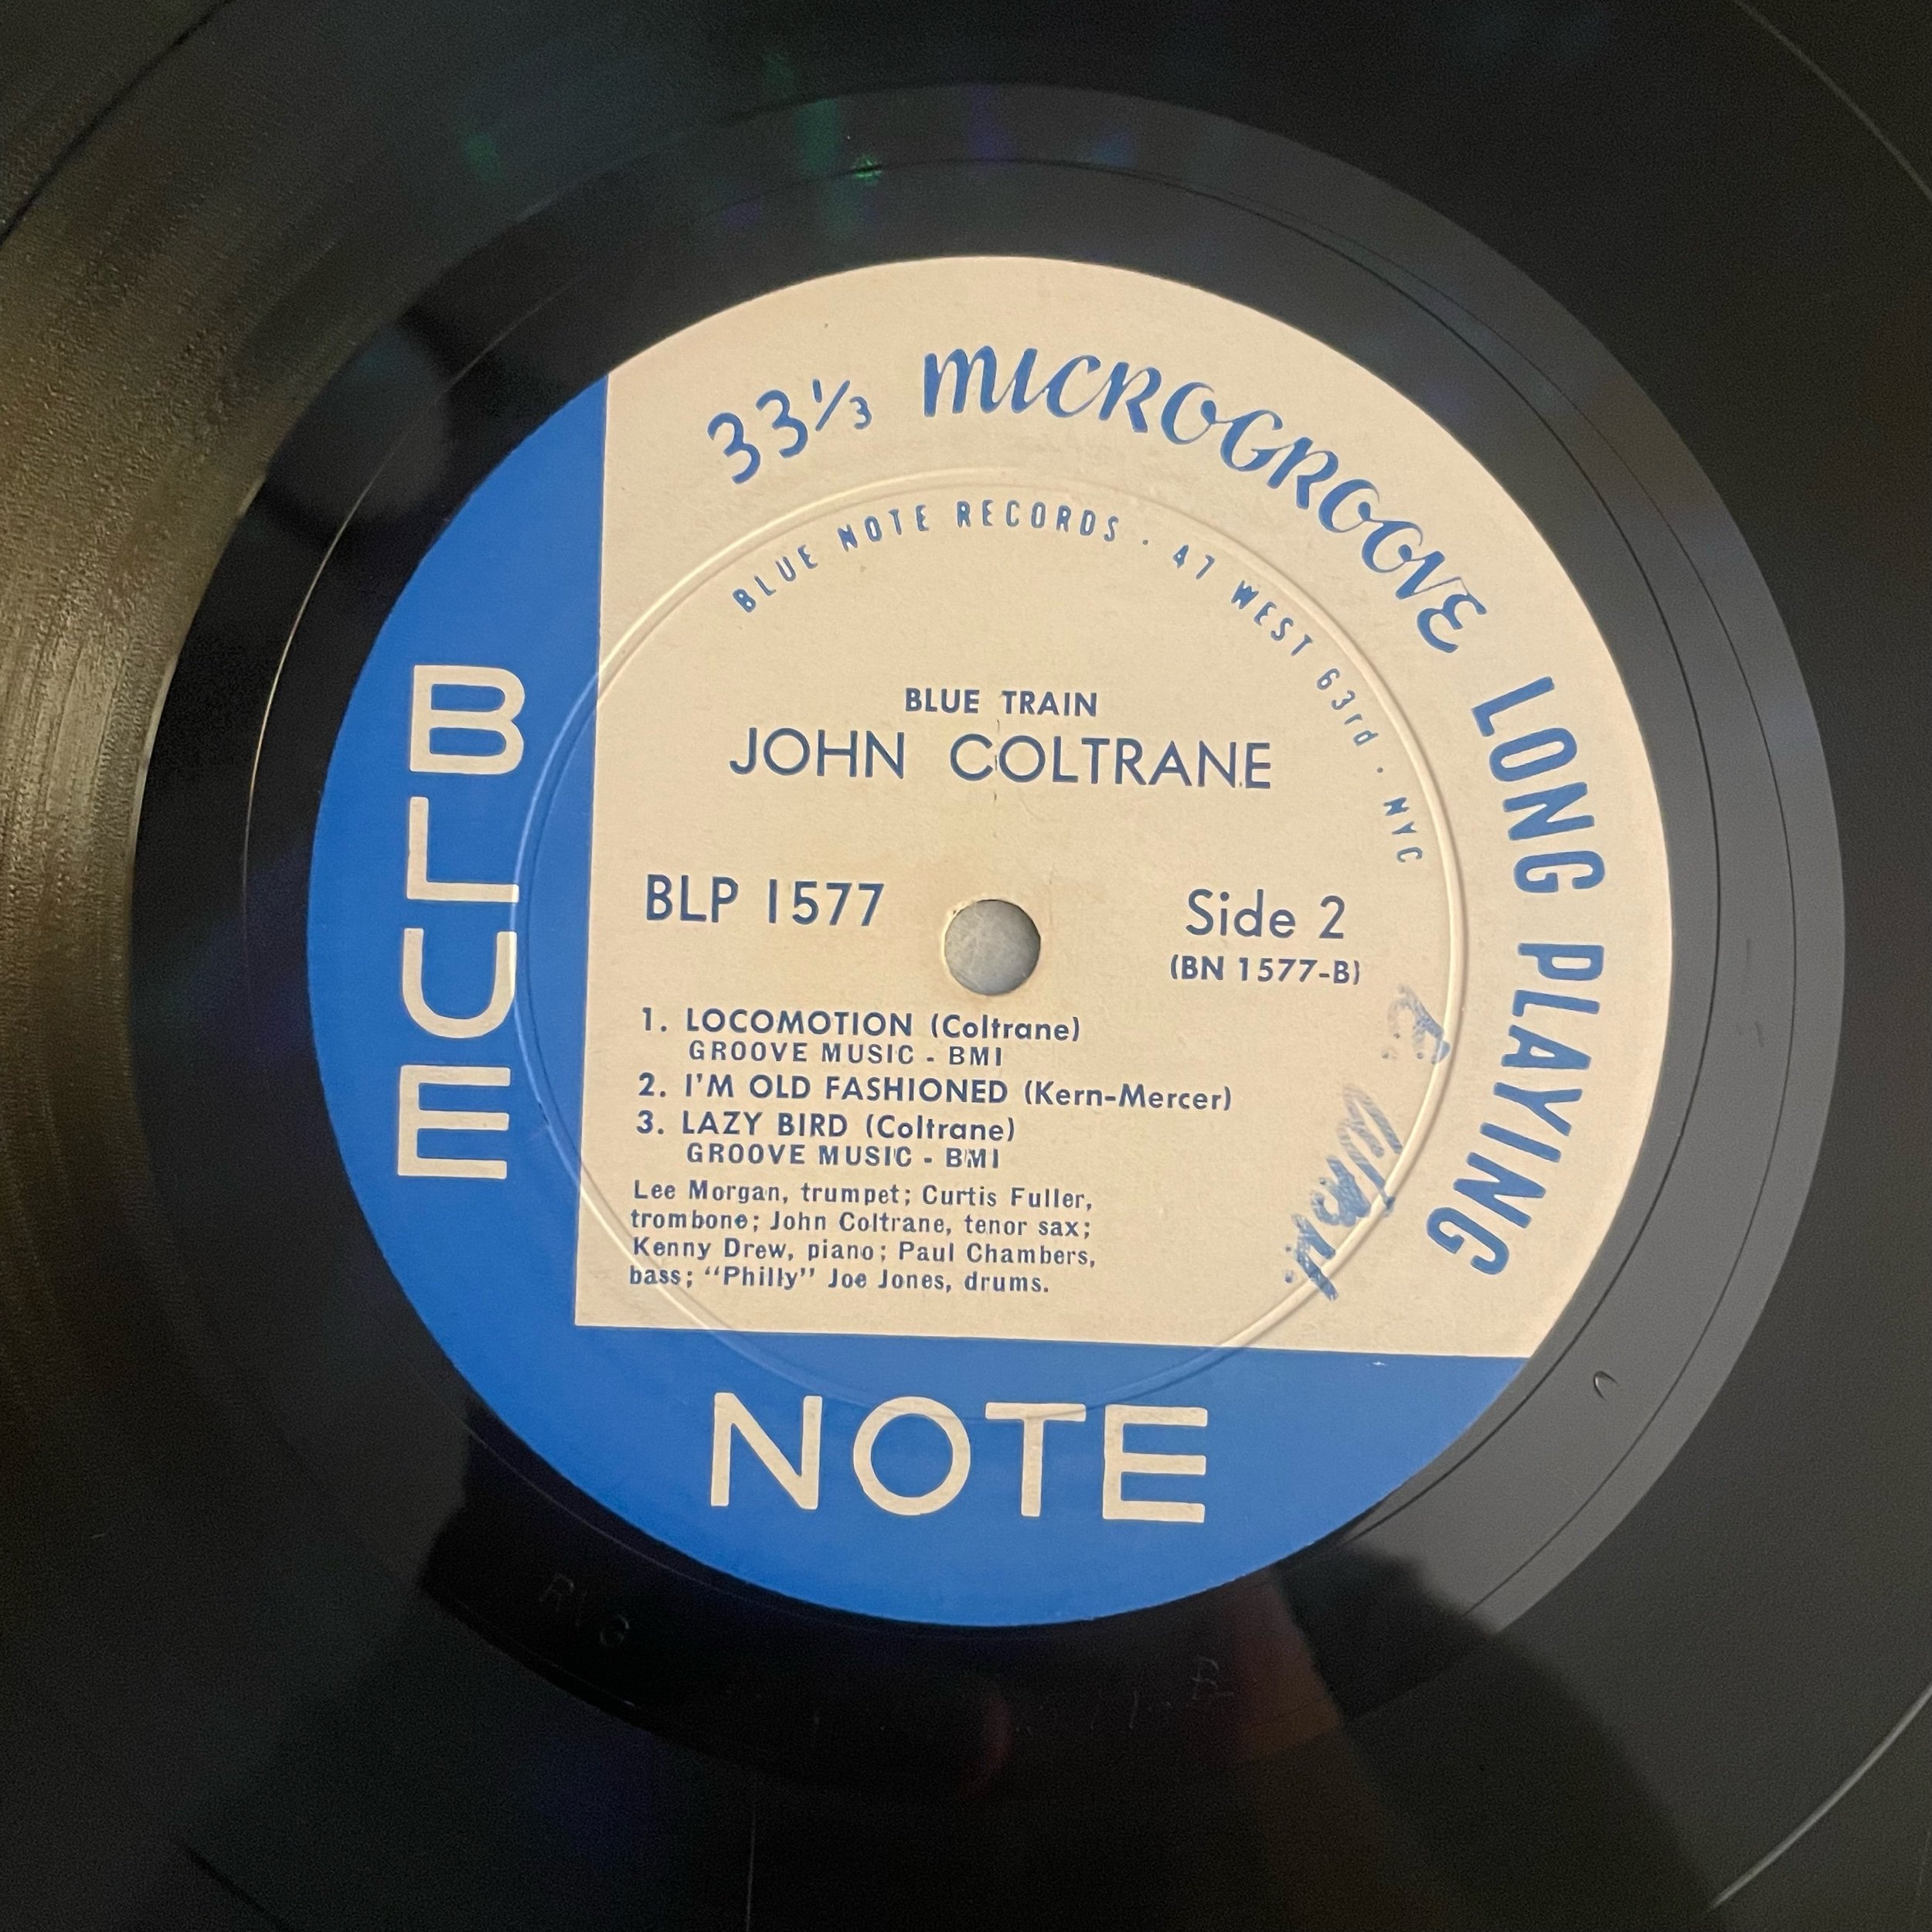 33⅓ MICROGROOVE LONG PLAYING
BLUE NOTE RECORDS · 47 WEST 63rd · NYC
BLUE TRAIN
JOHN COLTRANE
BLP 1577
Side 2
(BN 1577-B)
1. LOCOMOTION (Coltrane)
GROOVE MUSIC - BMI
2. I'M OLD FASHIONED (Kern-Mercer)
3. LAZY BIRD (Coltrane)
GROOVE MUSIC - BMI
Lee Morgan, trumpet; Curtis Fuller,
trombone; John Coltrane, tenor sax;
Kenny Drew, piano; Paul Chambers,
bass; “Philly” Joe Jones, drums.
BLUE
NOTE
RVG